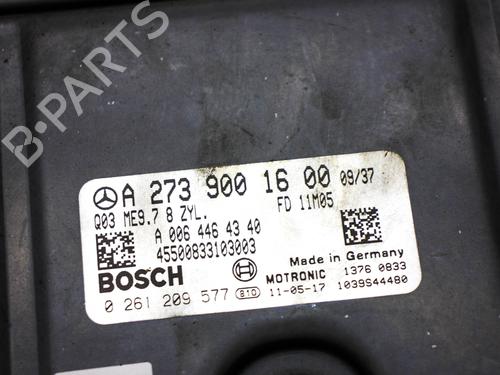 B-PARTS
A 273 900 16 00 09/37
Q03 ME9.7 8 ZYL. FD 11M05
A 006 446 43 40
45500833103003
BOSCH
Made in Germany
MOTRONIC 1376 0833
0 261 209 577 810 11-05-17 1039S44480